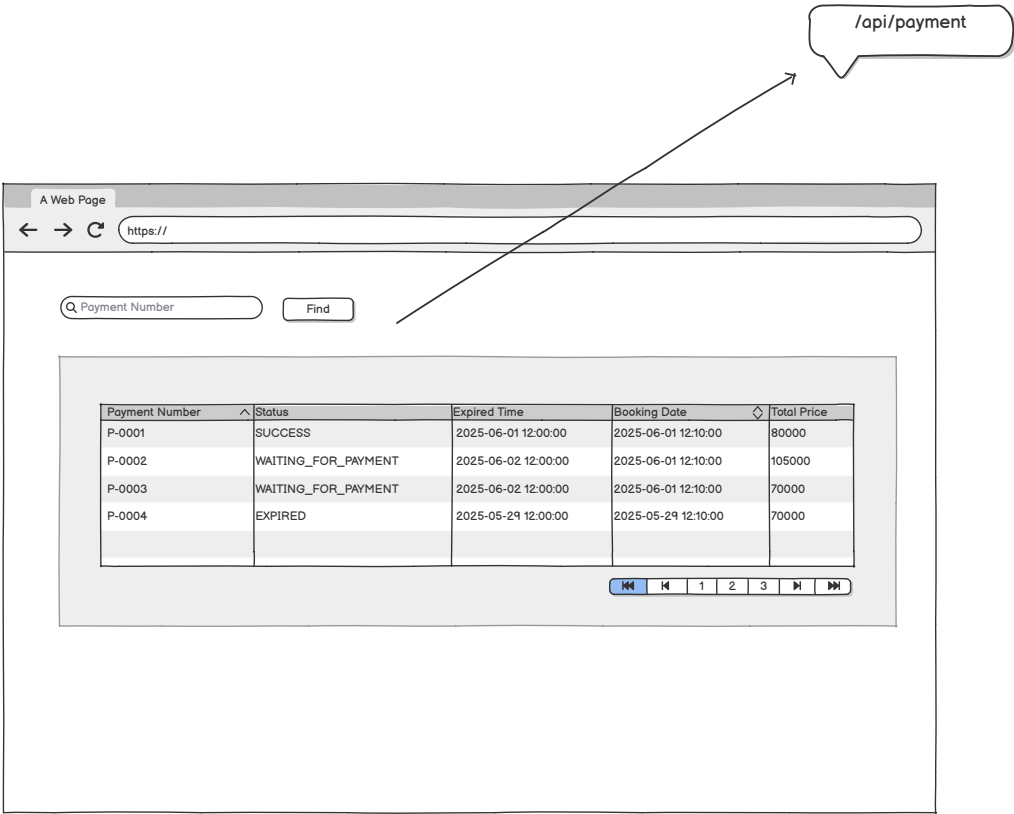 /api/payment
A Web Page
https://
Payment Number
Find
Payment Number Status Expired Time Booking Date Total Price
P-0001 SUCCESS 2025-06-01 12:00:00 2025-06-01 12:10:00 80000
P-0002 WAITING_FOR_PAYMENT 2025-06-02 12:00:00 2025-06-01 12:10:00 105000
P-0003 WAITING_FOR_PAYMENT 2025-06-02 12:00:00 2025-06-01 12:10:00 70000
P-0004 EXPIRED 2025-05-29 12:00:00 2025-05-29 12:10:00 70000
1 2 3